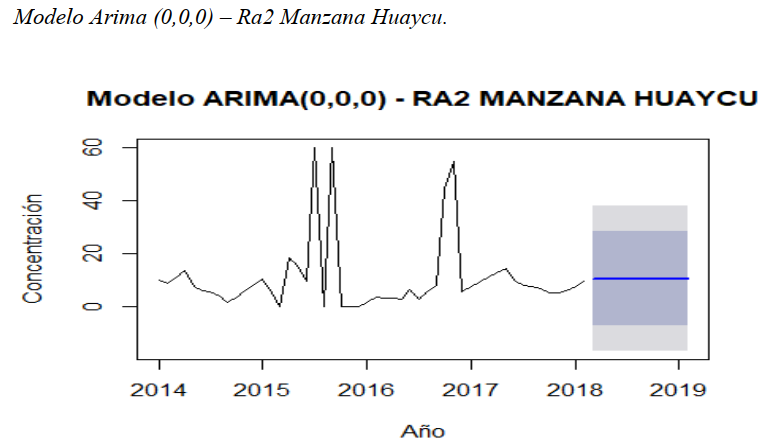 Modelo Arima (0,0,0) – Ra2 Manzana Huaycu.
Modelo ARIMA(0,0,0) - RA2 MANZANA HUAYCU
Concentración
60
40
20
0
2014 2015 2016 2017 2018 2019
Año